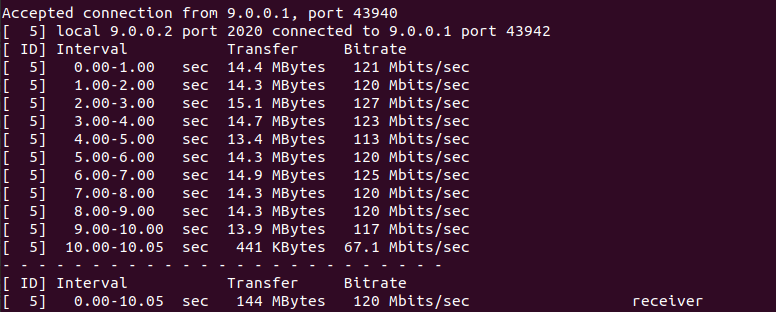 Accepted connection from 9.0.0.1, port 43940
[  5] local 9.0.0.2 port 2020 connected to 9.0.0.1 port 43942
[ ID] Interval           Transfer     Bitrate
[  5]   0.00-1.00   sec  14.4 MBytes   121 Mbits/sec
[  5]   1.00-2.00   sec  14.3 MBytes   120 Mbits/sec
[  5]   2.00-3.00   sec  15.1 MBytes   127 Mbits/sec
[  5]   3.00-4.00   sec  14.7 MBytes   123 Mbits/sec
[  5]   4.00-5.00   sec  13.4 MBytes   113 Mbits/sec
[  5]   5.00-6.00   sec  14.3 MBytes   120 Mbits/sec
[  5]   6.00-7.00   sec  14.9 MBytes   125 Mbits/sec
[  5]   7.00-8.00   sec  14.3 MBytes   120 Mbits/sec
[  5]   8.00-9.00   sec  14.3 MBytes   120 Mbits/sec
[  5]   9.00-10.00  sec  13.9 MBytes   117 Mbits/sec
[  5]  10.00-10.05  sec   441 KBytes  67.1 Mbits/sec
- - - - - - - - - - - - - - - - - - - - - - - - -
[ ID] Interval           Transfer     Bitrate
[  5]   0.00-10.05  sec   144 MBytes   120 Mbits/sec                  receiver